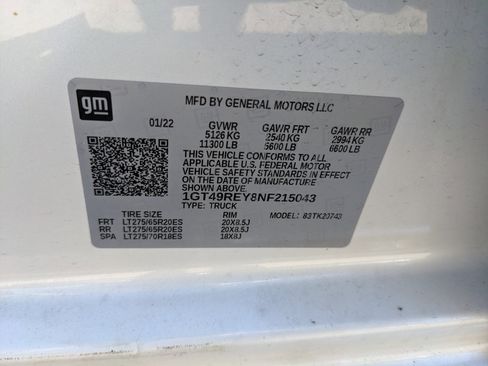 gm
MFD BY GENERAL MOTORS LLC
01/22 GVWR GAWR FRT GAWR RR
5126 KG 2540 KG 2994 KG
11300 LB 5600 LB 6600 LB
THIS VEHICLE CONFORMS TO ALL
APPLICABLE U.S. FEDERAL MOTOR
VEHICLE SAFETY STANDARDS IN EFFECT
ON THE DATE OF MANUFACTURE SHOWN ABOVE.
1GT49REY8NF215043
TYPE: TRUCK MODEL: 83TK20743
TIRE SIZE RIM
FRT LT275/65R20ES 20X8.5J
RR LT275/65R20ES 20X8.5J
SPA LT275/70R18ES 18X8J